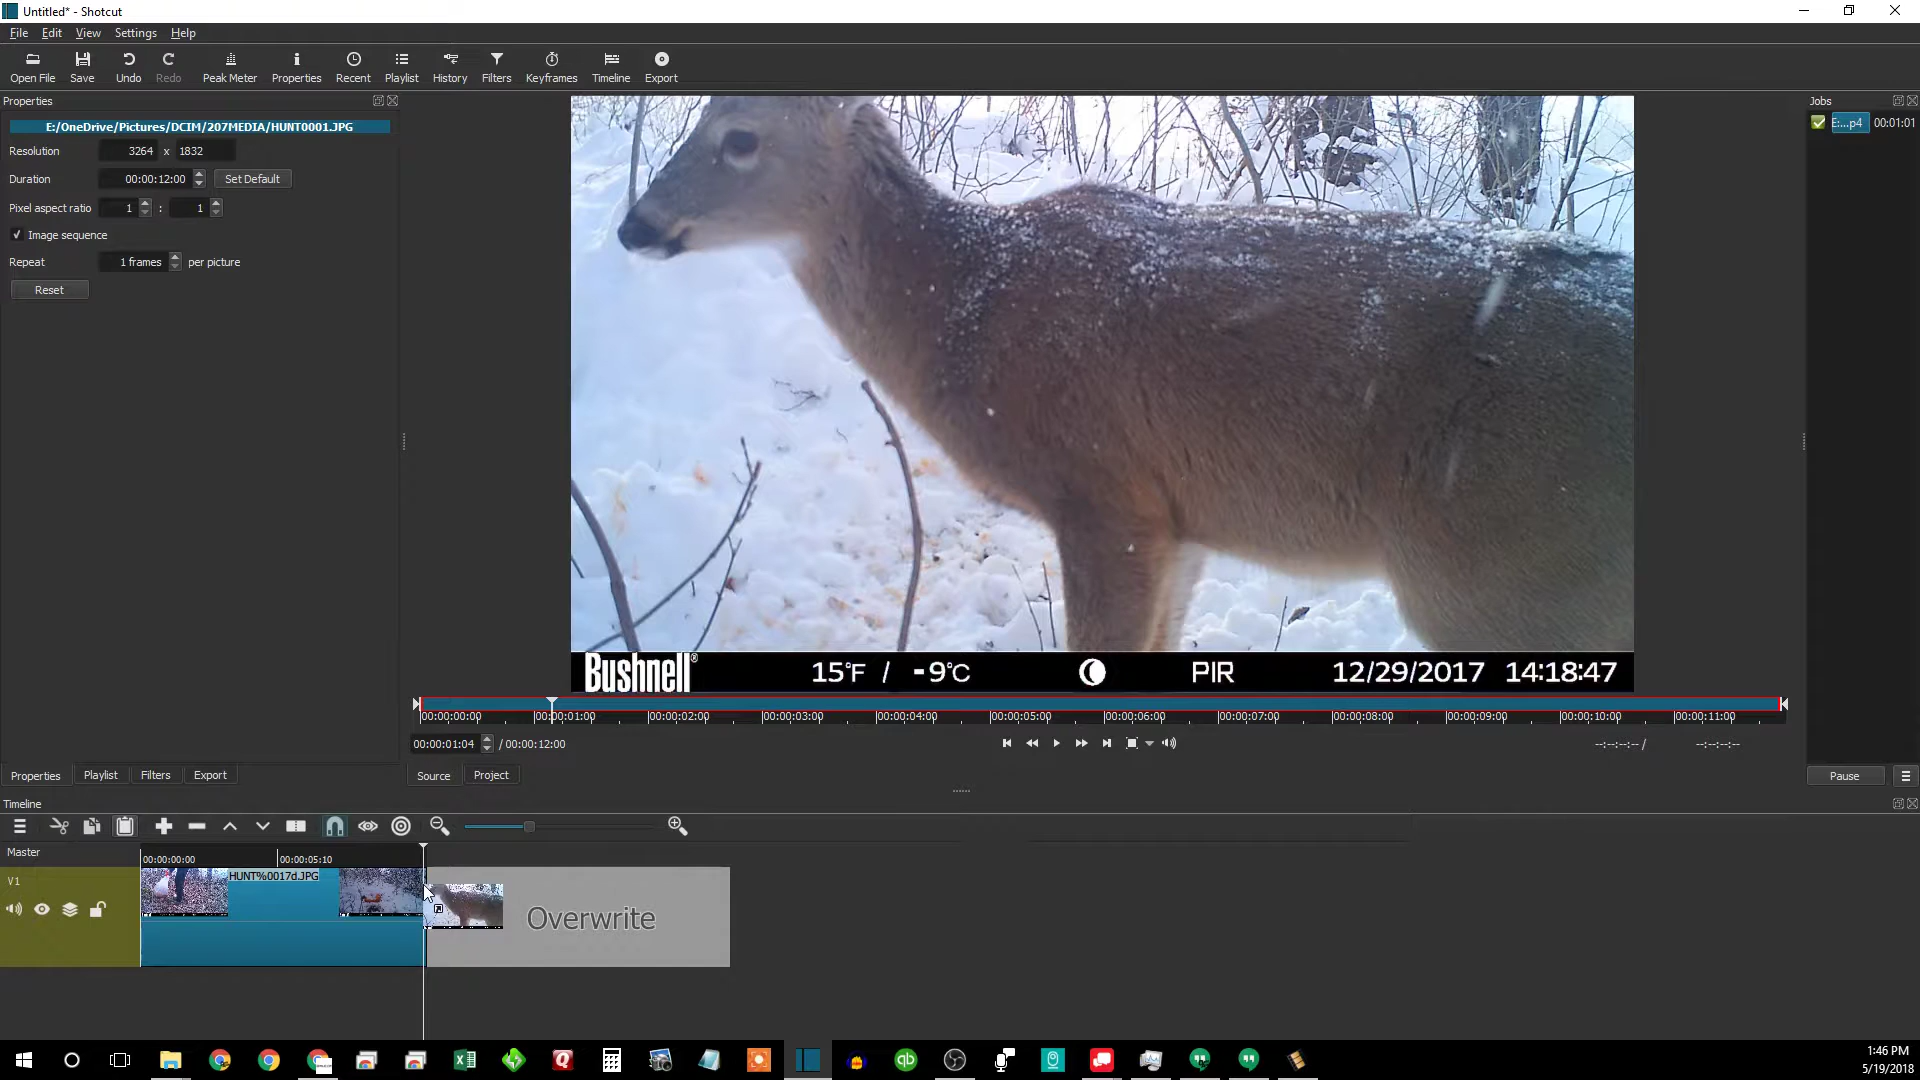 Untitled* - Shotcut
File Edit View Settings Help
Open File Save Undo Redo Peak Meter Properties Recent Playlist History Filters Keyframes Timeline Export
Properties
E:/OneDrive/Pictures/DCIM/207MEDIA/HUNT0001.JPG
Resolution 3264 x 1832
Duration 00:00:12:00 Set Default
Pixel aspect ratio 1 : 1
Image sequence
Repeat 1 frames per picture
Reset
Jobs
E:...p4 00:01:01
Bushnell® 15°F / -9°C PIR 12/29/2017 14:18:47
00:00:00:00 00:00:01:00 00:00:02:00 00:00:03:00 00:00:04:00 00:00:05:00 00:00:06:00 00:00:07:00 00:00:08:00 00:00:09:00 00:00:10:00 00:00:11:00
00:00:01:04 / 00:00:12:00 --:--:--:-- / --:--:--:--
Properties Playlist Filters Export Source Project Pause
Timeline
Master 00:00:00:00 00:00:05:10
V1 HUNT%0017d.JPG
Overwrite
1:46 PM
5/19/2018